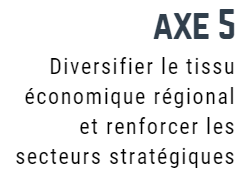 AXE 5
Diversifier le tissu
économique régional
et renforcer les
secteurs stratégiques